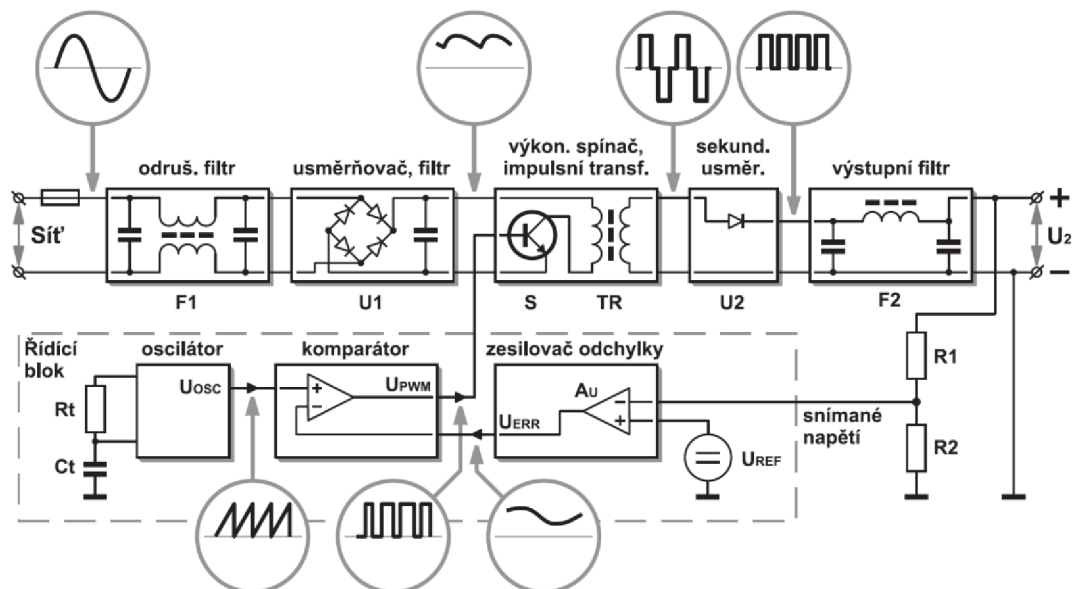 odruš. filtr
usměrňovač, filtr
výkon. spínač,
impulsní transf.
sekund.
usměr.
výstupní filtr
Síť
+
U2
−
F1
U1
S
TR
U2
F2
Řídící
blok
oscilátor
komparátor
zesilovač odchylky
Rt
Ct
UOSC
+
−
UPWM
UERR
AU
−
+
UREF
snímané
napětí
R1
R2